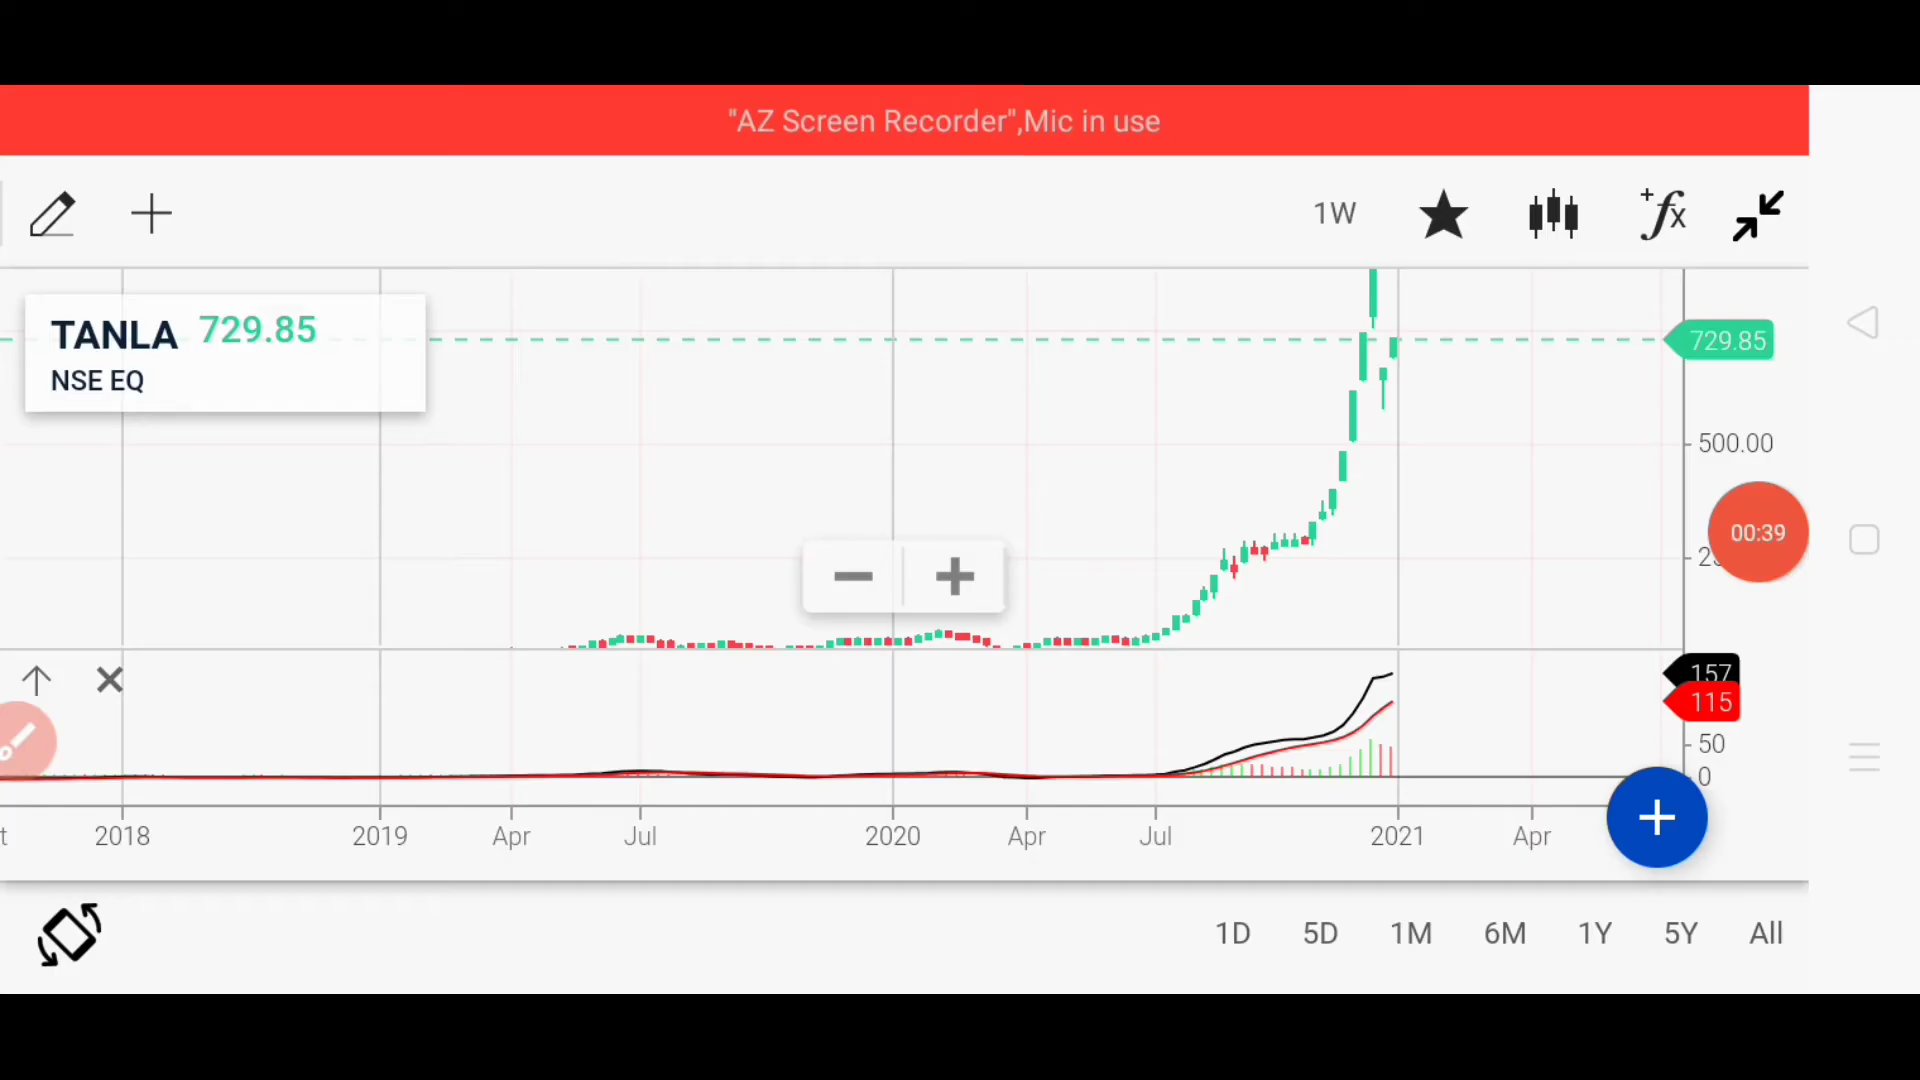 "AZ Screen Recorder",Mic in use
1W
TANLA 729.85
NSE EQ
729.85
500.00
00:39
157
115
50
0
2018 2019 Apr Jul 2020 Apr Jul 2021 Apr
1D 5D 1M 6M 1Y 5Y All